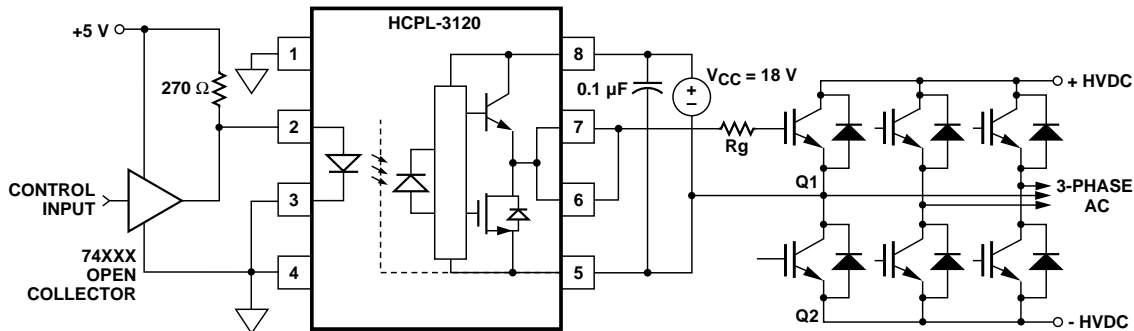 HCPL-3120
+5 V
270 Ω
1
2
3
4
8
7
6
5
CONTROL
INPUT
74XXX
OPEN
COLLECTOR
0.1 µF
+
–
VCC = 18 V
Rg
+ HVDC
Q1
3-PHASE
AC
Q2
- HVDC